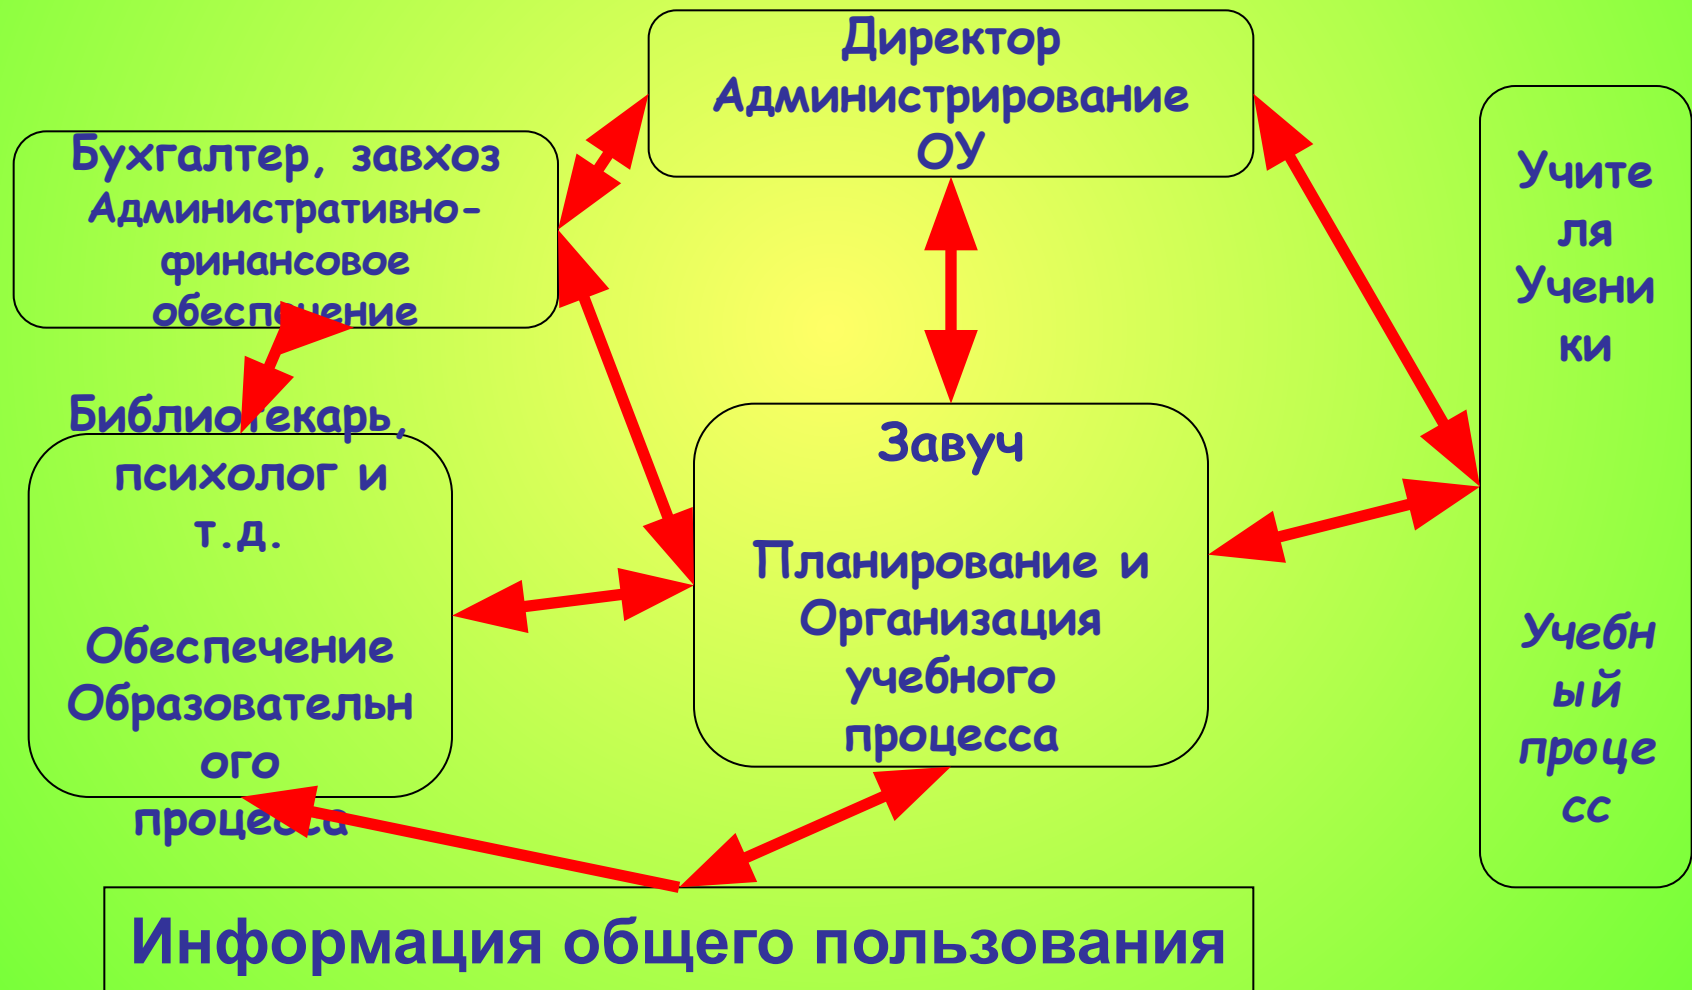 Директор
Администрирование
ОУ
Бухгалтер, завхоз
Административно-
финансовое
обеспечение
Учите
ля
Учени
ки
Учебн
ый
проце
сс
Библиотекарь,
психолог и
т.д.
Обеспечение
Образовательн
ого
процесса
Завуч
Планирование и
Организация
учебного
процесса
Информация общего пользования